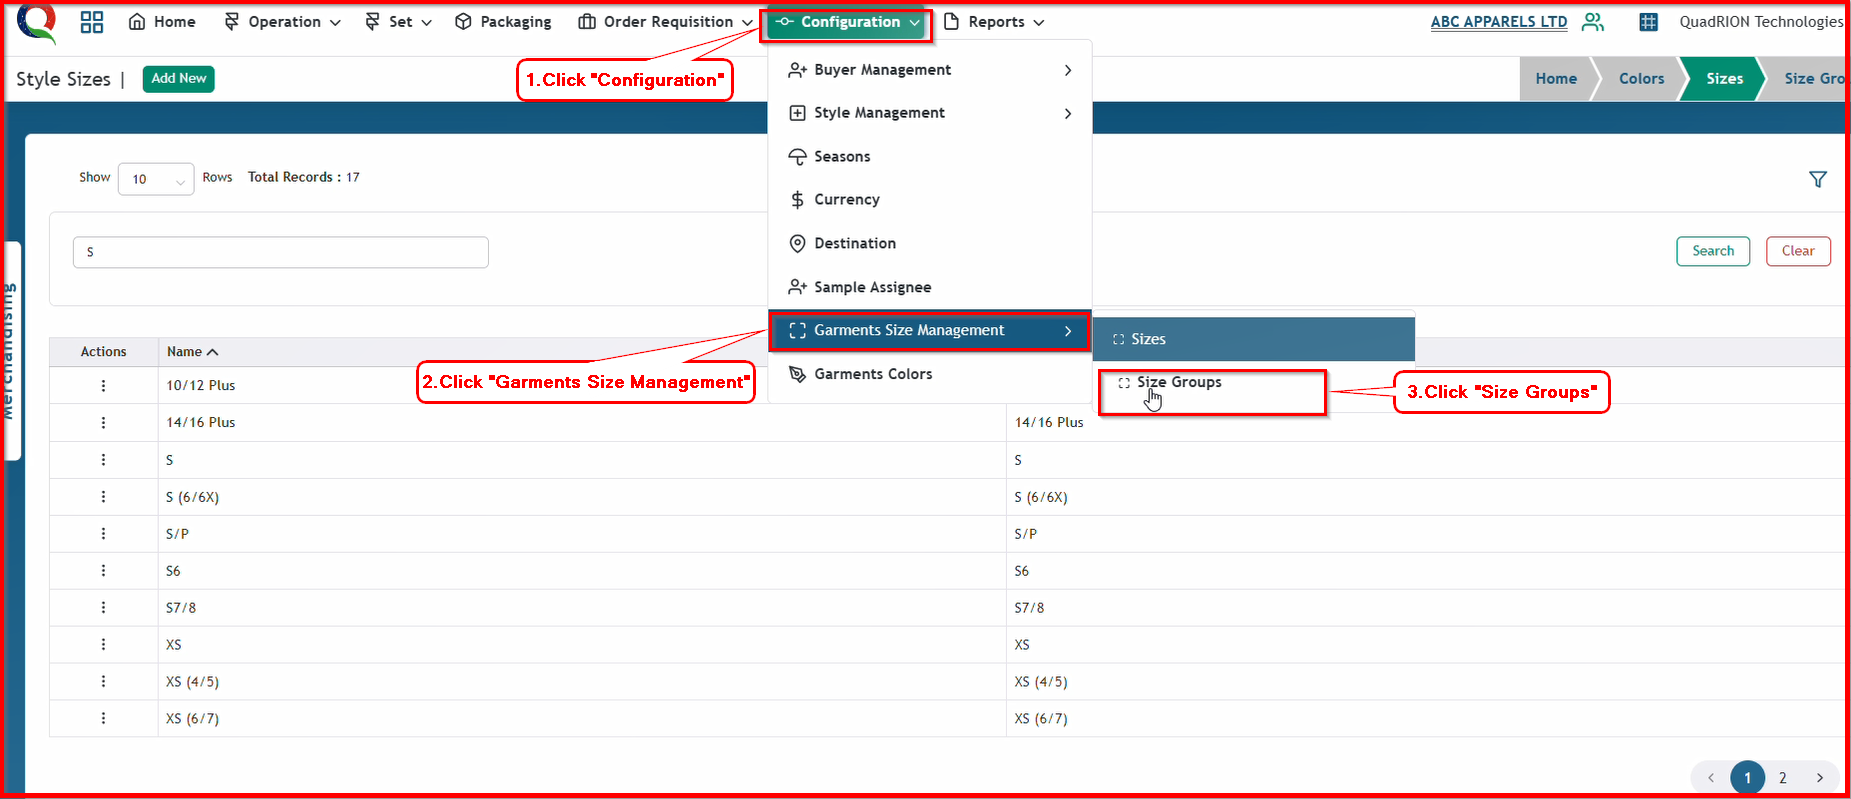 Home Operation Set Packaging Order Requisition Configuration Reports ABC APPARELS LTD QuadRION Technologies
1.Click "Configuration"
Style Sizes | Add New
Home Colors Sizes Size Gro
Buyer Management
Style Management
Seasons
Currency
Destination
Sample Assignee
Garments Size Management
Garments Colors
Sizes
Size Groups
2.Click "Garments Size Management"
3.Click "Size Groups"
Show 10 Rows Total Records : 17
S
Search Clear
Merchandising
Actions Name
10/12 Plus
14/16 Plus 14/16 Plus
S S
S (6/6X) S (6/6X)
S/P S/P
S6 S6
S7/8 S7/8
XS XS
XS (4/5) XS (4/5)
XS (6/7) XS (6/7)
1 2